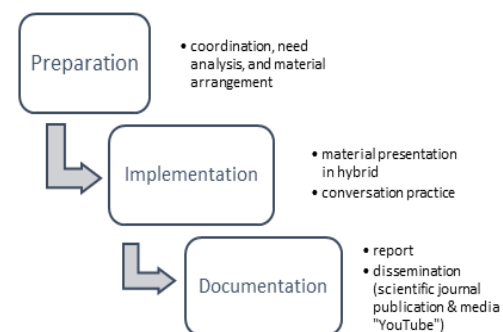 Preparation
• coordination, need
analysis, and material
arrangement
Implementation
• material presentation
in hybrid
• conversation practice
Documentation
• report
• dissemination
(scientific journal
publication & media
"YouTube")